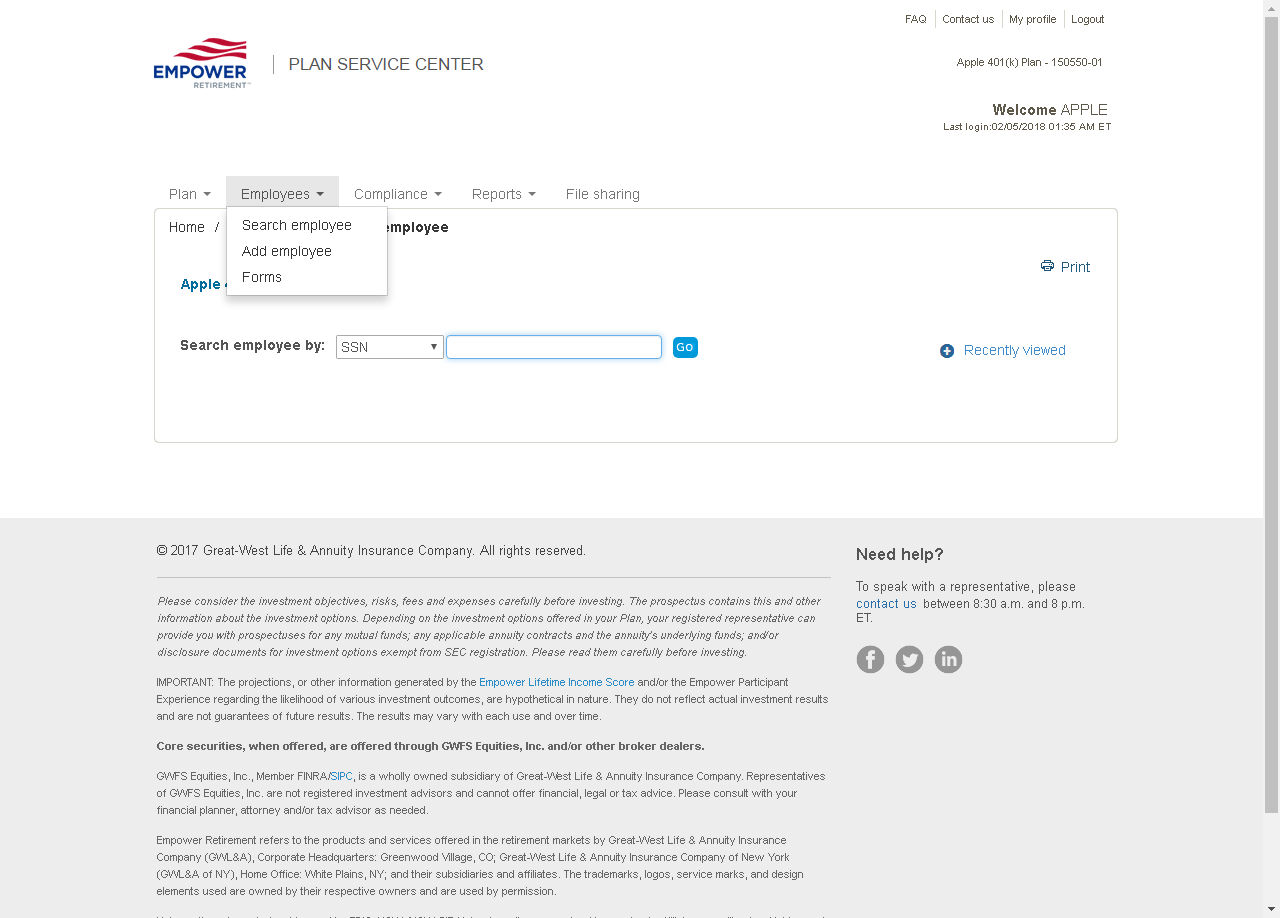 FAQ
Contact us
My profile
Logout
EMPOWER
RETIREMENT™
PLAN SERVICE CENTER
Apple 401(k) Plan - 150550-01
Welcome APPLE
Last login:02/05/2018 01:35 AM ET
Plan
Employees
Compliance
Reports
File sharing
Home /
employee
Search employee
Add employee
Forms
Print
Apple
Search employee by:
SSN
GO
Recently viewed
© 2017 Great-West Life & Annuity Insurance Company. All rights reserved.
Please consider the investment objectives, risks, fees and expenses carefully before investing. The prospectus contains this and other
information about the investment options. Depending on the investment options offered in your Plan, your registered representative can
provide you with prospectuses for any mutual funds; any applicable annuity contracts and the annuity's underlying funds; and/or
disclosure documents for investment options exempt from SEC registration. Please read them carefully before investing.
IMPORTANT: The projections, or other information generated by the Empower Lifetime Income Score and/or the Empower Participant
Experience regarding the likelihood of various investment outcomes, are hypothetical in nature. They do not reflect actual investment results
and are not guarantees of future results. The results may vary with each use and over time.
Core securities, when offered, are offered through GWFS Equities, Inc. and/or other broker dealers.
GWFS Equities, Inc., Member FINRA/SIPC, is a wholly owned subsidiary of Great-West Life & Annuity Insurance Company. Representatives
of GWFS Equities, Inc. are not registered investment advisors and cannot offer financial, legal or tax advice. Please consult with your
financial planner, attorney and/or tax advisor as needed.
Empower Retirement refers to the products and services offered in the retirement markets by Great-West Life & Annuity Insurance
Company (GWL&A), Corporate Headquarters: Greenwood Village, CO; Great-West Life & Annuity Insurance Company of New York
(GWL&A of NY), Home Office: White Plains, NY; and their subsidiaries and affiliates. The trademarks, logos, service marks, and design
elements used are owned by their respective owners and are used by permission.
Need help?
To speak with a representative, please
contact us between 8:30 a.m. and 8 p.m.
ET.